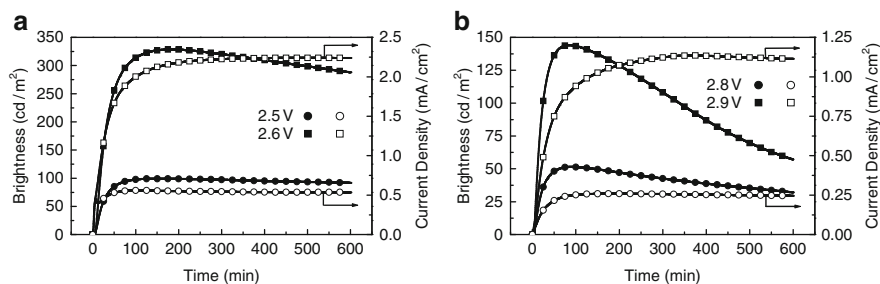 a
350
300
250
200
150
100
50
0
Brightness (cd / m²)
2.5
2.0
1.5
1.0
0.5
0.0
Current Density (mA / cm²)
2.5 V
2.6 V
0 100 200 300 400 500 600
Time (min)
b
150
125
100
75
50
25
0
Brightness (cd / m²)
1.25
1.00
0.75
0.50
0.25
0.00
Current Density (mA / cm²)
2.8 V
2.9 V
0 100 200 300 400 500 600
Time (min)